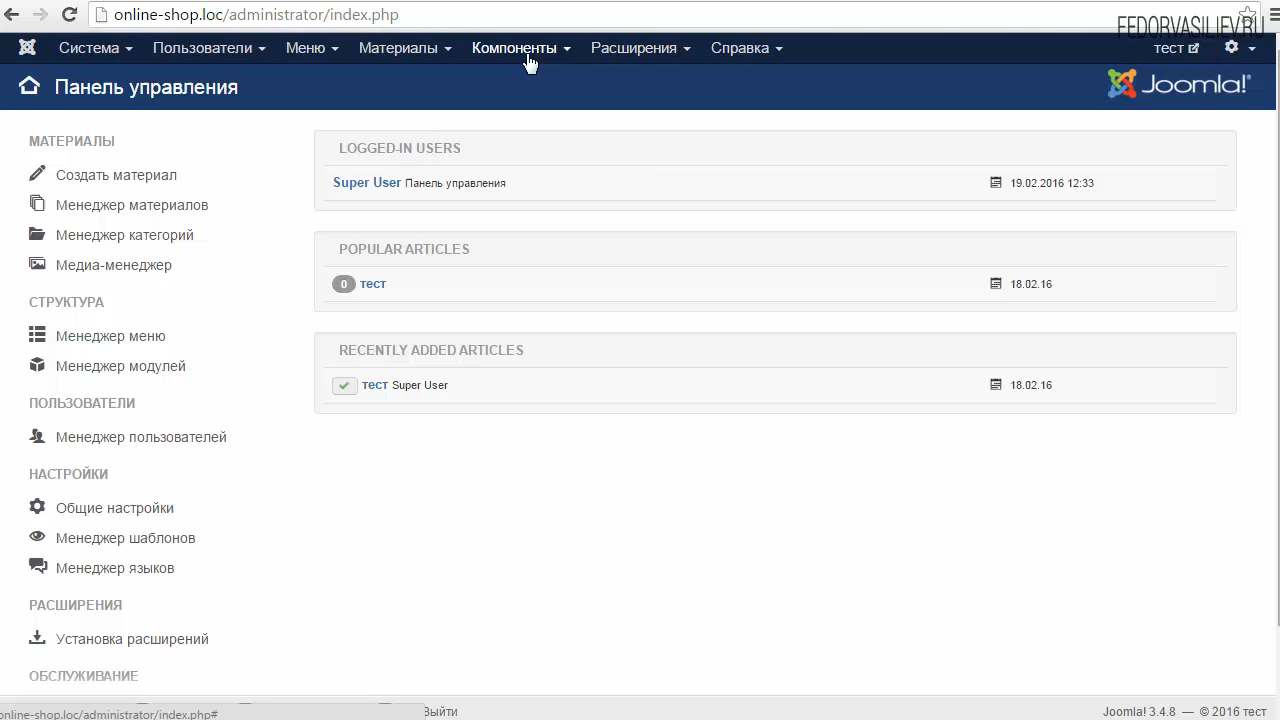 online-shop.loc/administrator/index.php
FEDORVASILIEV.RU
Система Пользователи Меню Материалы Компоненты Расширения Справка тест
Панель управления
Joomla!
МАТЕРИАЛЫ
Создать материал
Менеджер материалов
Менеджер категорий
Медиа-менеджер
СТРУКТУРА
Менеджер меню
Менеджер модулей
ПОЛЬЗОВАТЕЛИ
Менеджер пользователей
НАСТРОЙКИ
Общие настройки
Менеджер шаблонов
Менеджер языков
РАСШИРЕНИЯ
Установка расширений
ОБСЛУЖИВАНИЕ
LOGGED-IN USERS
Super User Панель управления 19.02.2016 12:33
POPULAR ARTICLES
0 тест 18.02.16
RECENTLY ADDED ARTICLES
тест Super User 18.02.16
online-shop.loc/administrator/index.php# Выйти Joomla! 3.4.8 — © 2016 тест